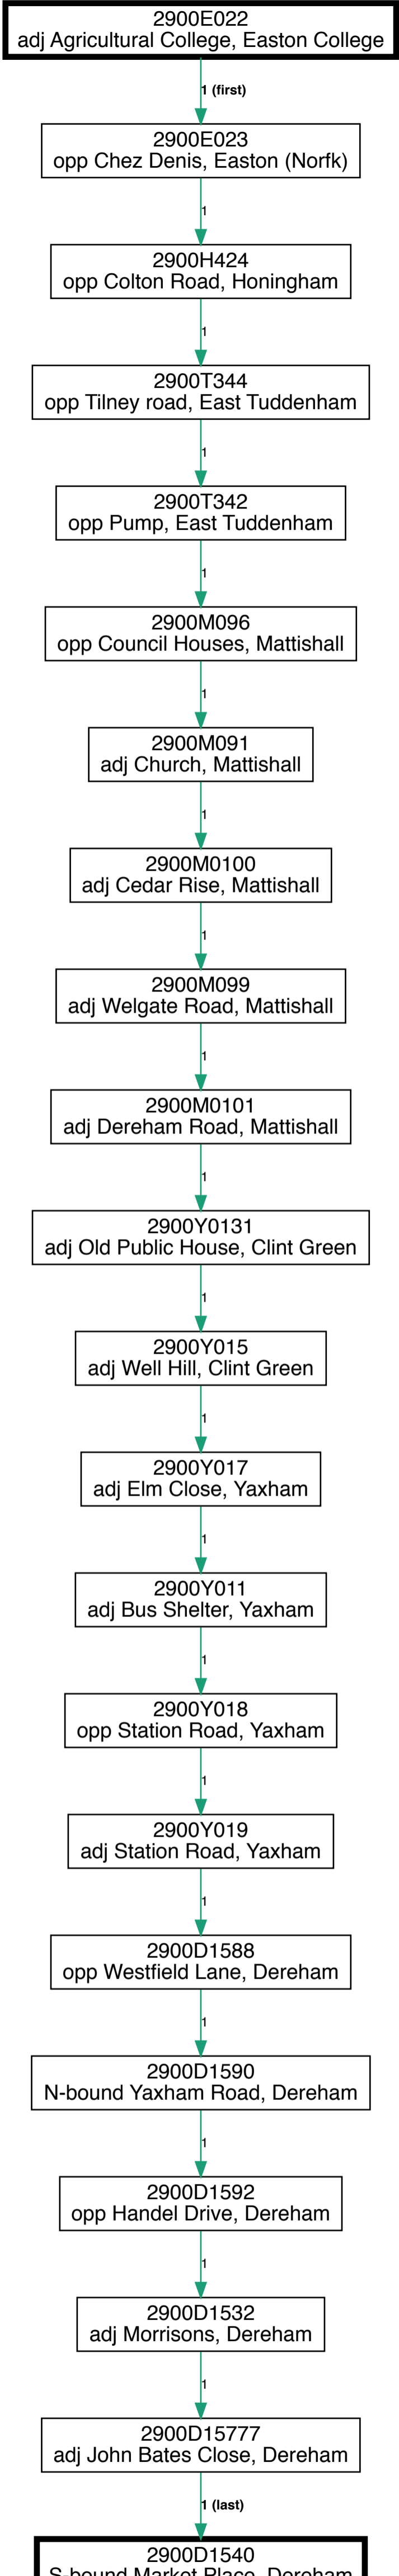 2900E022
adj Agricultural College, Easton College
1 (first)
2900E023
opp Chez Denis, Easton (Norfk)
1
2900H424
opp Colton Road, Honingham
1
2900T344
opp Tilney road, East Tuddenham
1
2900T342
opp Pump, East Tuddenham
1
2900M096
opp Council Houses, Mattishall
1
2900M091
adj Church, Mattishall
1
2900M0100
adj Cedar Rise, Mattishall
1
2900M099
adj Welgate Road, Mattishall
1
2900M0101
adj Dereham Road, Mattishall
1
2900Y0131
adj Old Public House, Clint Green
1
2900Y015
adj Well Hill, Clint Green
1
2900Y017
adj Elm Close, Yaxham
1
2900Y011
adj Bus Shelter, Yaxham
1
2900Y018
opp Station Road, Yaxham
1
2900Y019
adj Station Road, Yaxham
1
2900D1588
opp Westfield Lane, Dereham
1
2900D1590
N-bound Yaxham Road, Dereham
1
2900D1592
opp Handel Drive, Dereham
1
2900D1532
adj Morrisons, Dereham
1
2900D15777
adj John Bates Close, Dereham
1 (last)
2900D1540
S-bound Market Place, Dereham